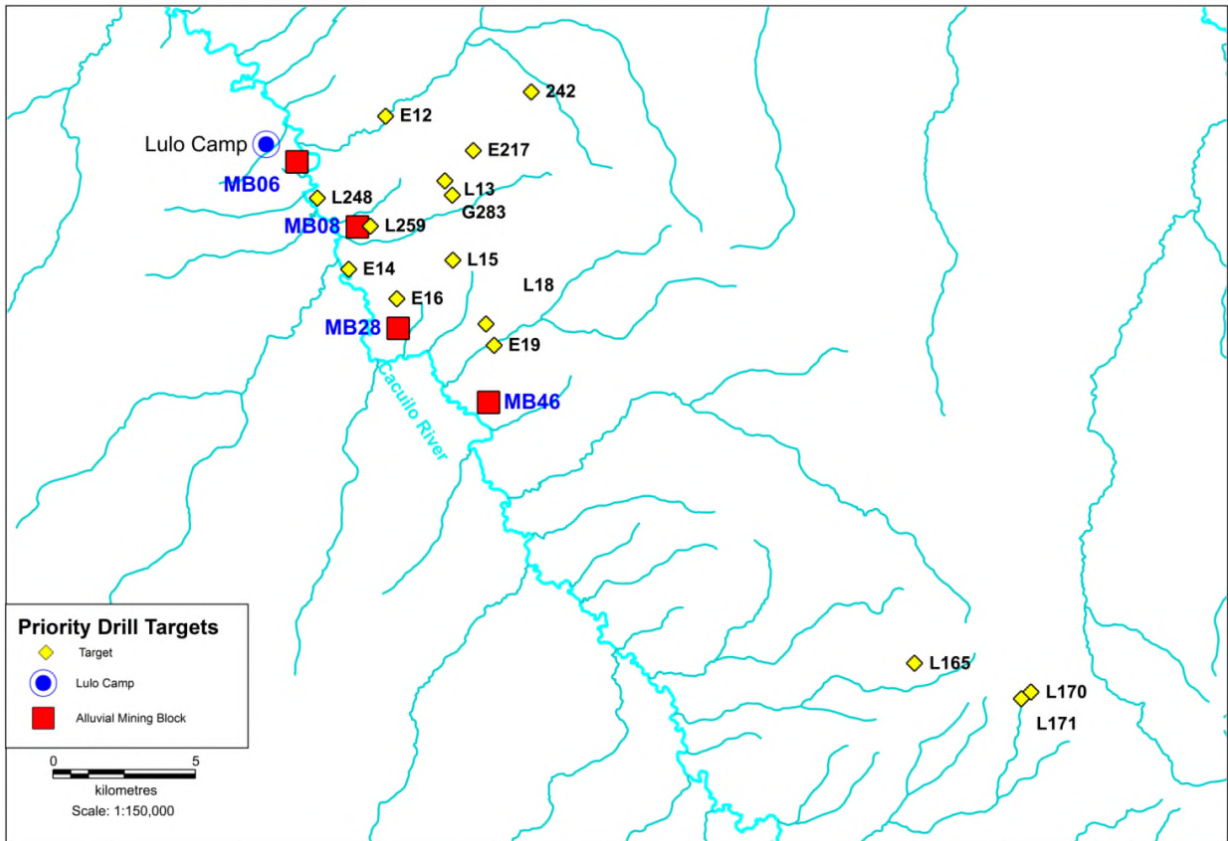 242
E12
Lulo Camp
E217
MB06
L13
L248
G283
MB08
L259
L15
E14
L18
E16
MB28
E19
Cacuilo River
MB46
L165
L170
L171
Priority Drill Targets
Target
Lulo Camp
Alluvial Mining Block
0 5
kilometres
Scale: 1:150,000